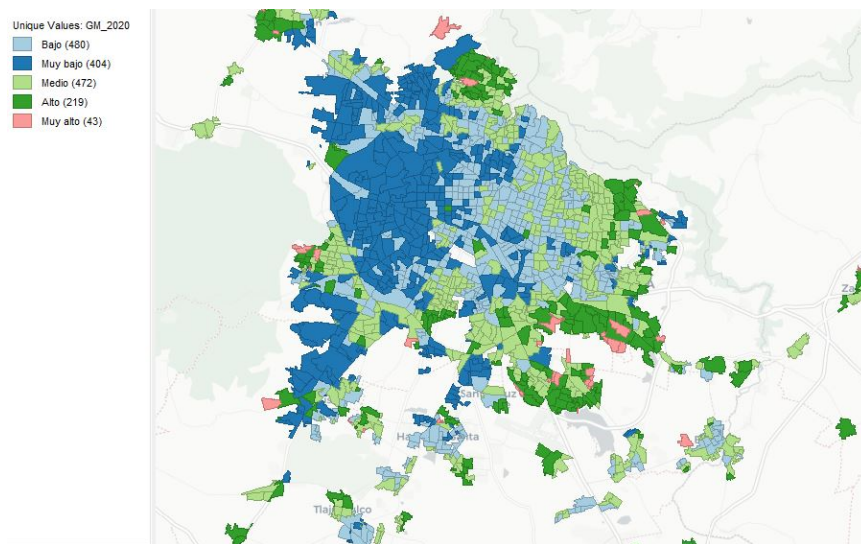 Unique Values: GM_2020
Bajo (480)
Muy bajo (404)
Medio (472)
Alto (219)
Muy alto (43)